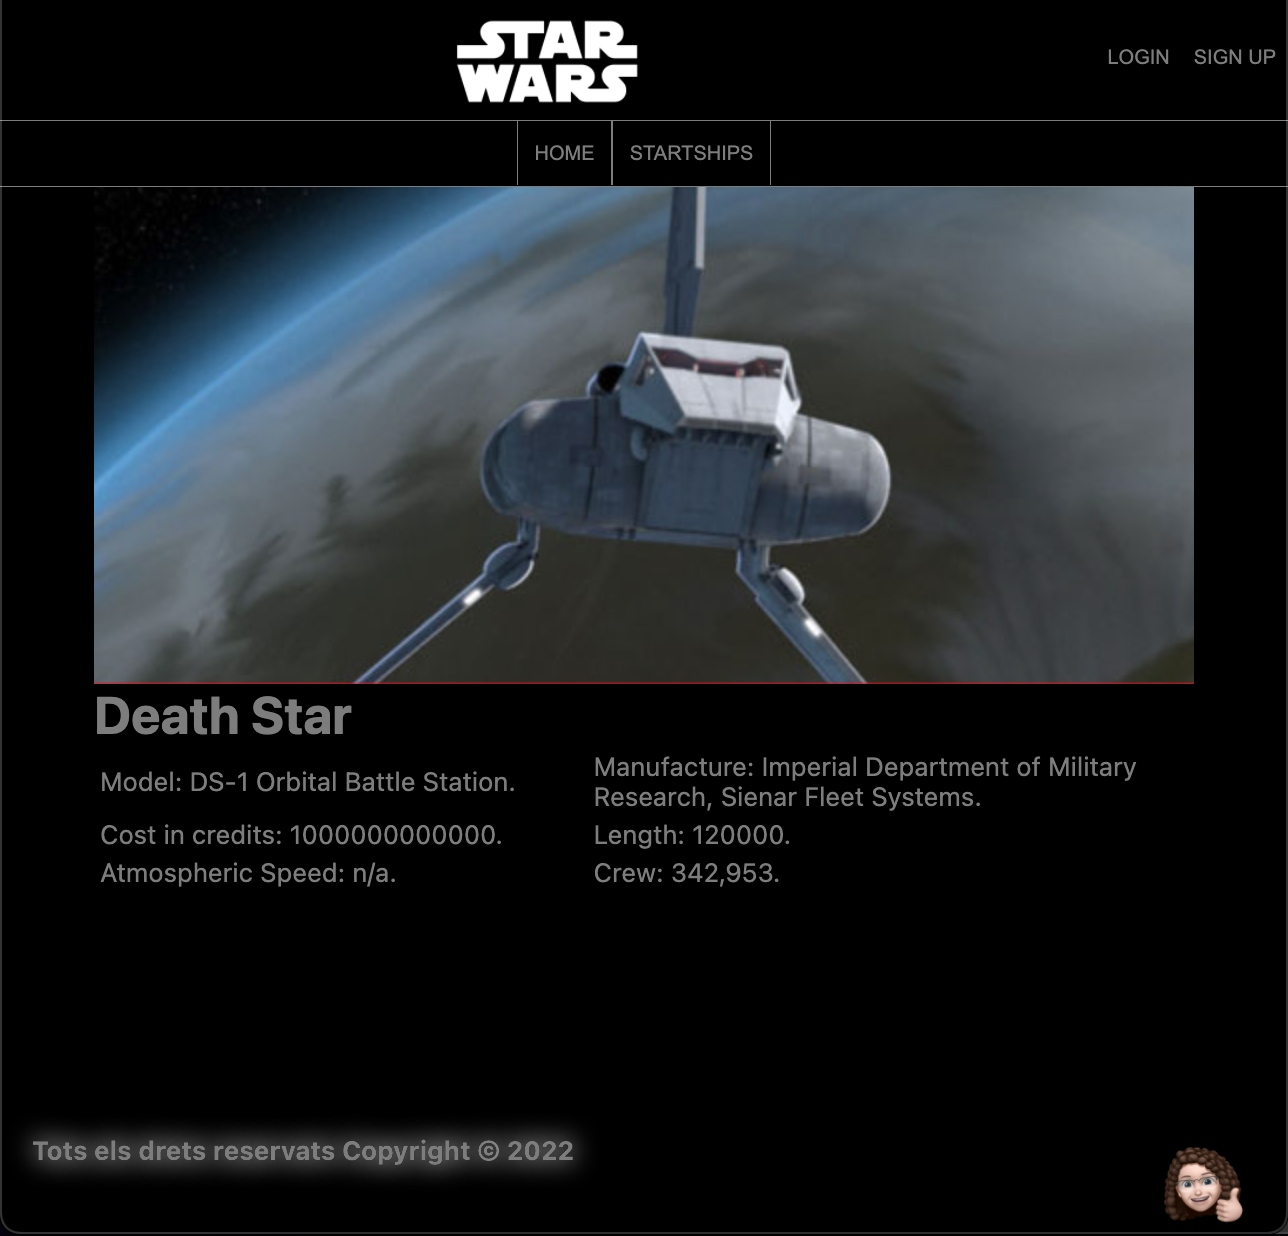 STAR
WARS
LOGIN SIGN UP
HOME STARTSHIPS
Death Star
Model: DS-1 Orbital Battle Station.
Manufacture: Imperial Department of Military
Research, Sienar Fleet Systems.
Cost in credits: 1000000000000.
Length: 120000.
Atmospheric Speed: n/a.
Crew: 342,953.
Tots els drets reservats Copyright © 2022